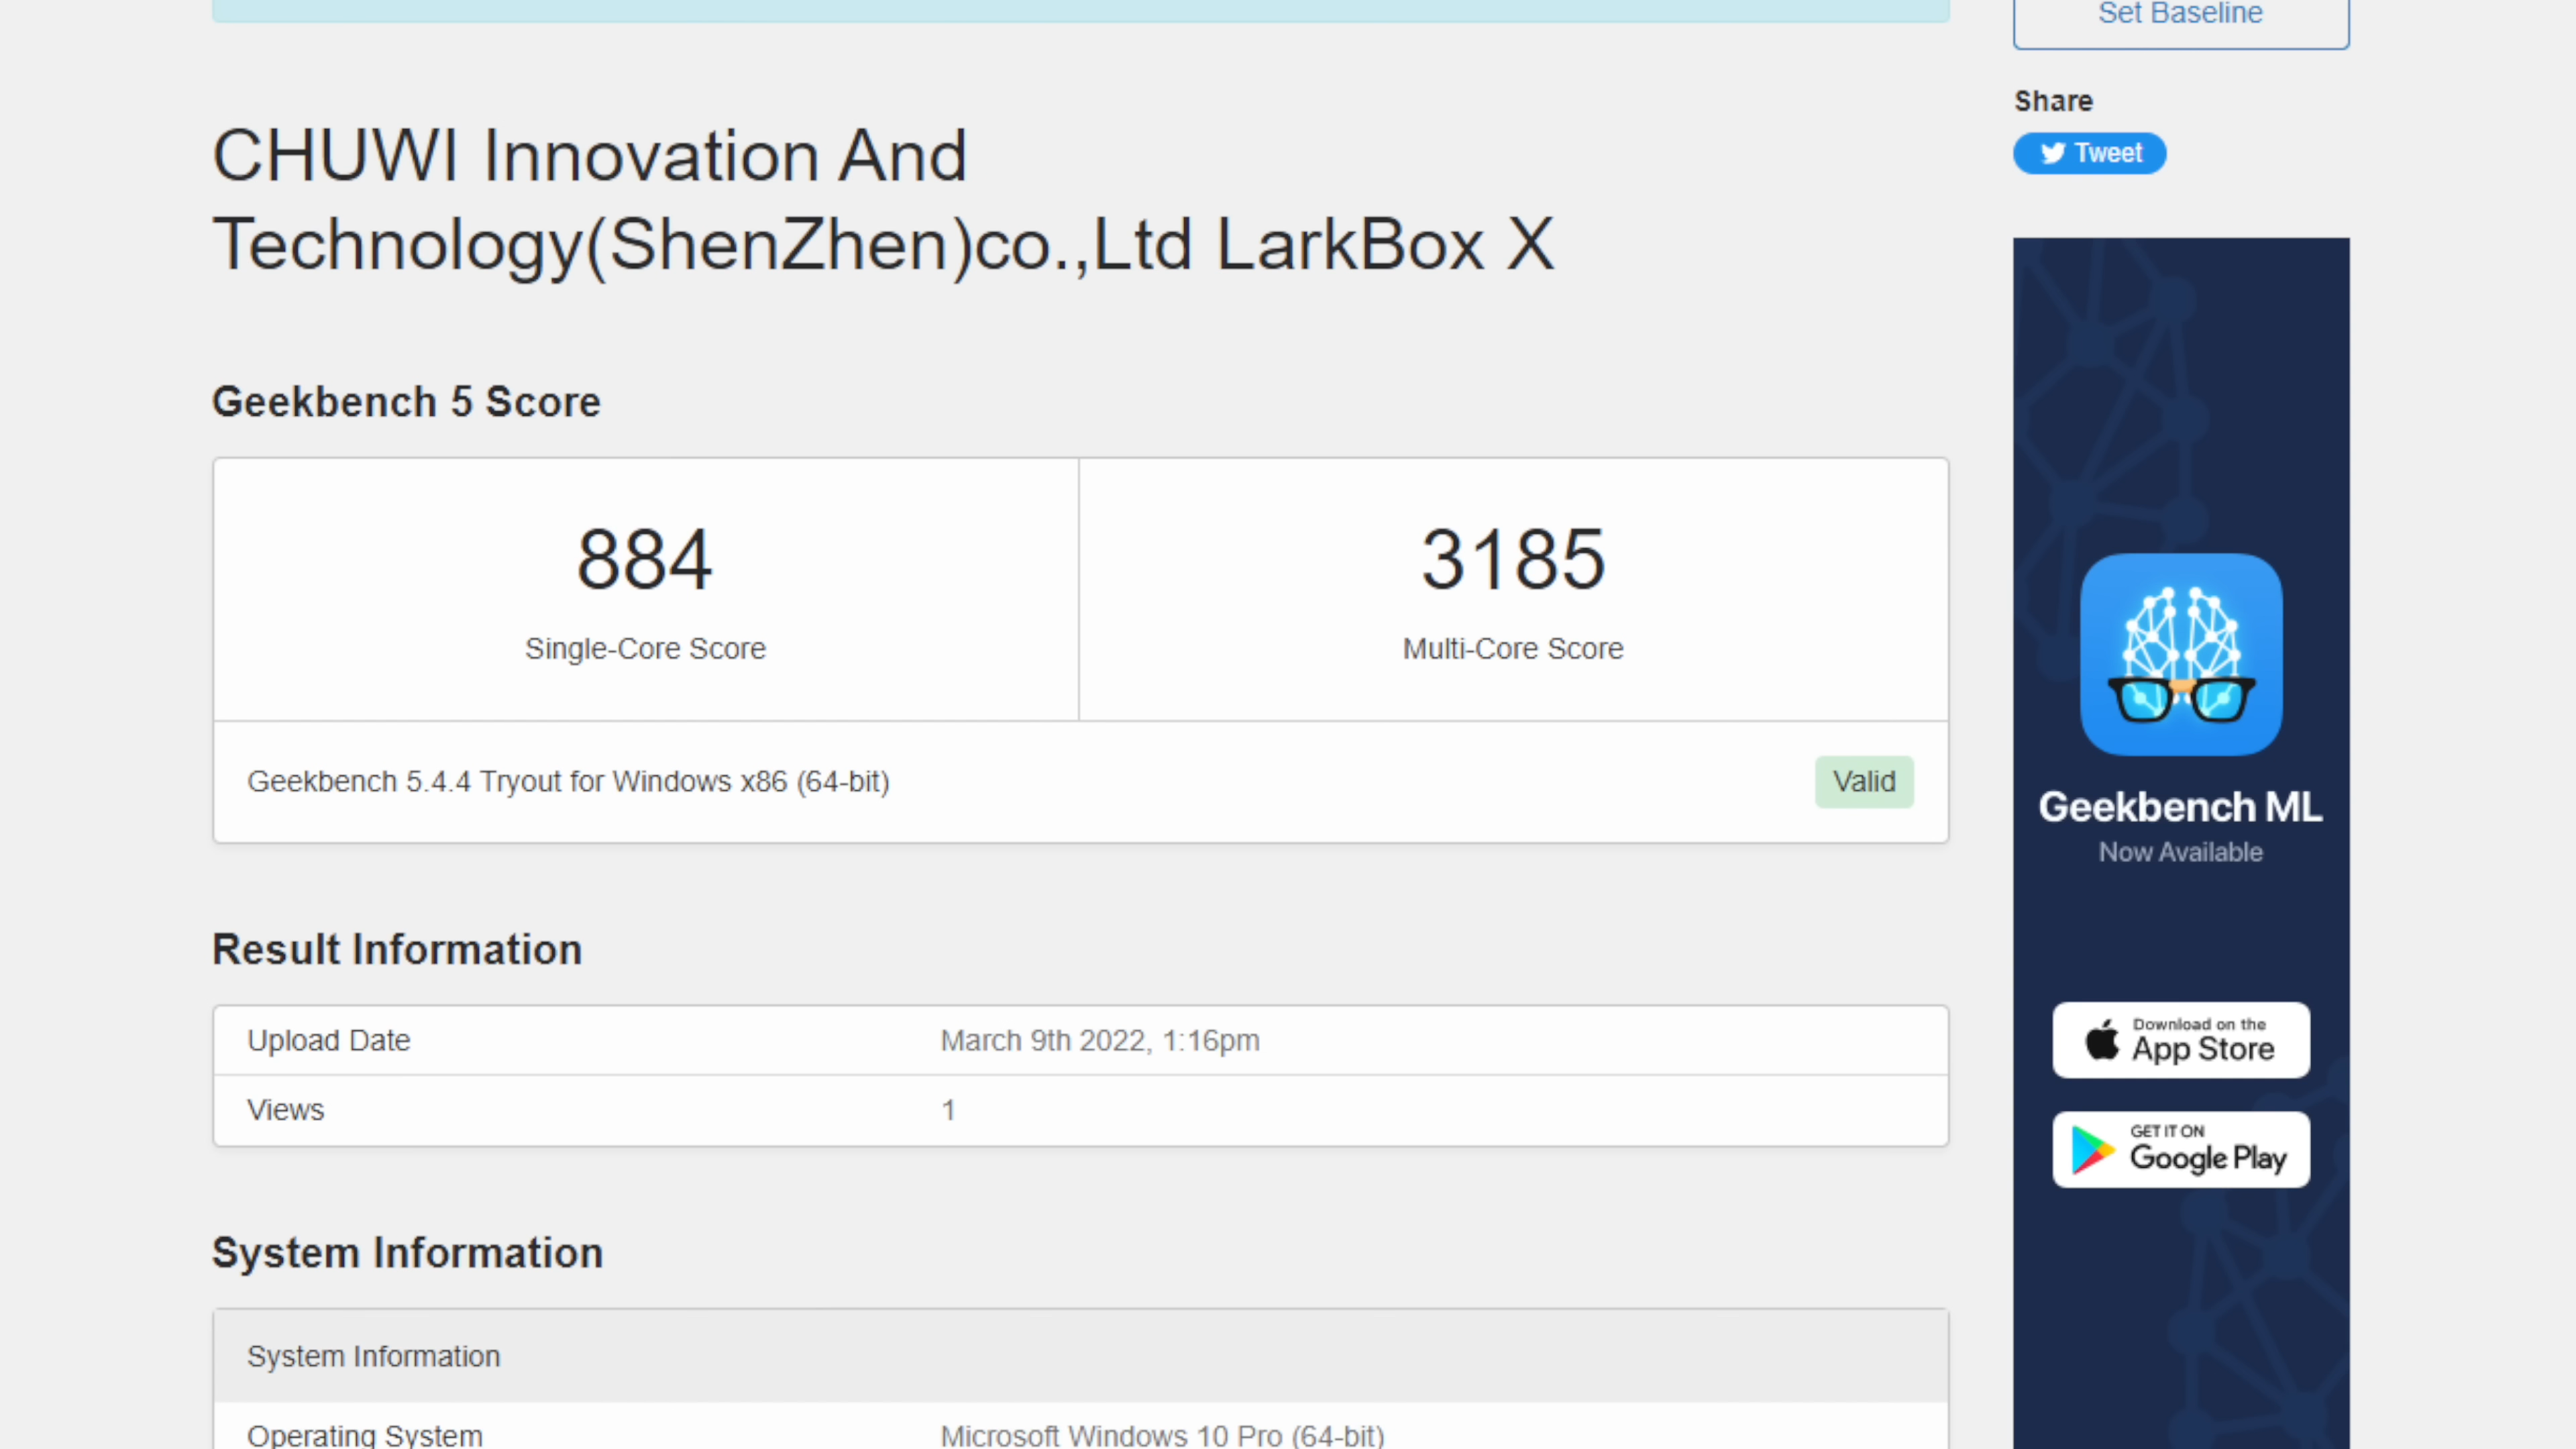 Set Baseline
Share
Tweet
CHUWI Innovation And
Technology(ShenZhen)co.,Ltd LarkBox X
Geekbench 5 Score
884
Single-Core Score
3185
Multi-Core Score
Geekbench 5.4.4 Tryout for Windows x86 (64-bit)
Valid
Result Information
Upload Date March 9th 2022, 1:16pm
Views 1
System Information
System Information
Operating System Microsoft Windows 10 Pro (64-bit)
Geekbench ML
Now Available
Download on the
App Store
GET IT ON
Google Play